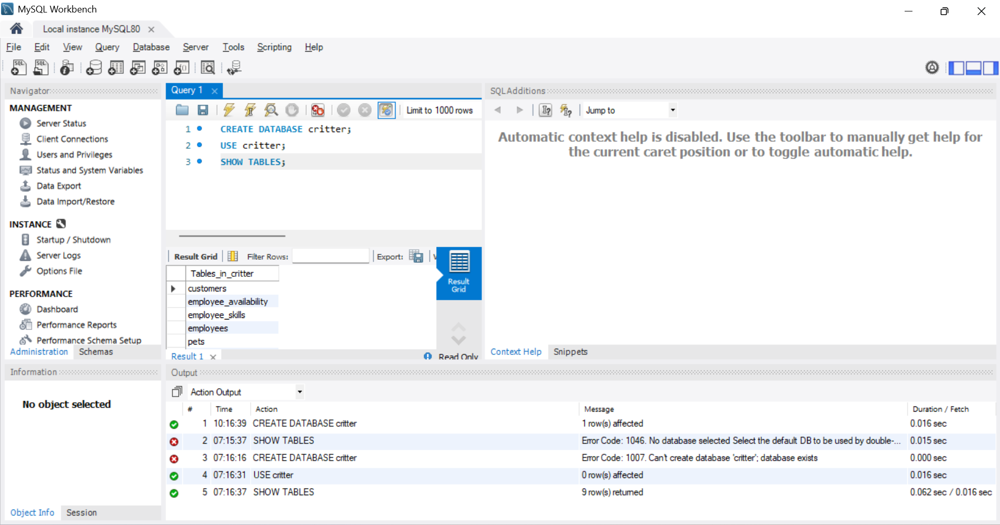 MySQL Workbench
Local instance MySQL80
File Edit View Query Database Server Tools Scripting Help
Navigator
MANAGEMENT
Server Status
Client Connections
Users and Privileges
Status and System Variables
Data Export
Data Import/Restore
INSTANCE
Startup / Shutdown
Server Logs
Options File
PERFORMANCE
Dashboard
Performance Reports
Performance Schema Setup
Administration Schemas
Query 1
Limit to 1000 rows
1 CREATE DATABASE critter;
2 USE critter;
3 SHOW TABLES;
Result Grid Filter Rows: Export:
Tables_in_critter
customers
employee_availability
employee_skills
employees
pets
Result
Grid
Result 1 Read Only
SQLAdditions
Jump to
Automatic context help is disabled. Use the toolbar to manually get help for
the current caret position or to toggle automatic help.
Context Help Snippets
Information
No object selected
Object Info Session
Output
Action Output
# Time Action Message Duration / Fetch
1 10:16:39 CREATE DATABASE critter 1 row(s) affected 0.016 sec
2 07:15:37 SHOW TABLES Error Code: 1046. No database selected Select the default DB to be used by double-... 0.015 sec
3 07:16:16 CREATE DATABASE critter Error Code: 1007. Can't create database 'critter'; database exists 0.000 sec
4 07:16:31 USE critter 0 row(s) affected 0.016 sec
5 07:16:37 SHOW TABLES 9 row(s) returned 0.062 sec / 0.016 sec